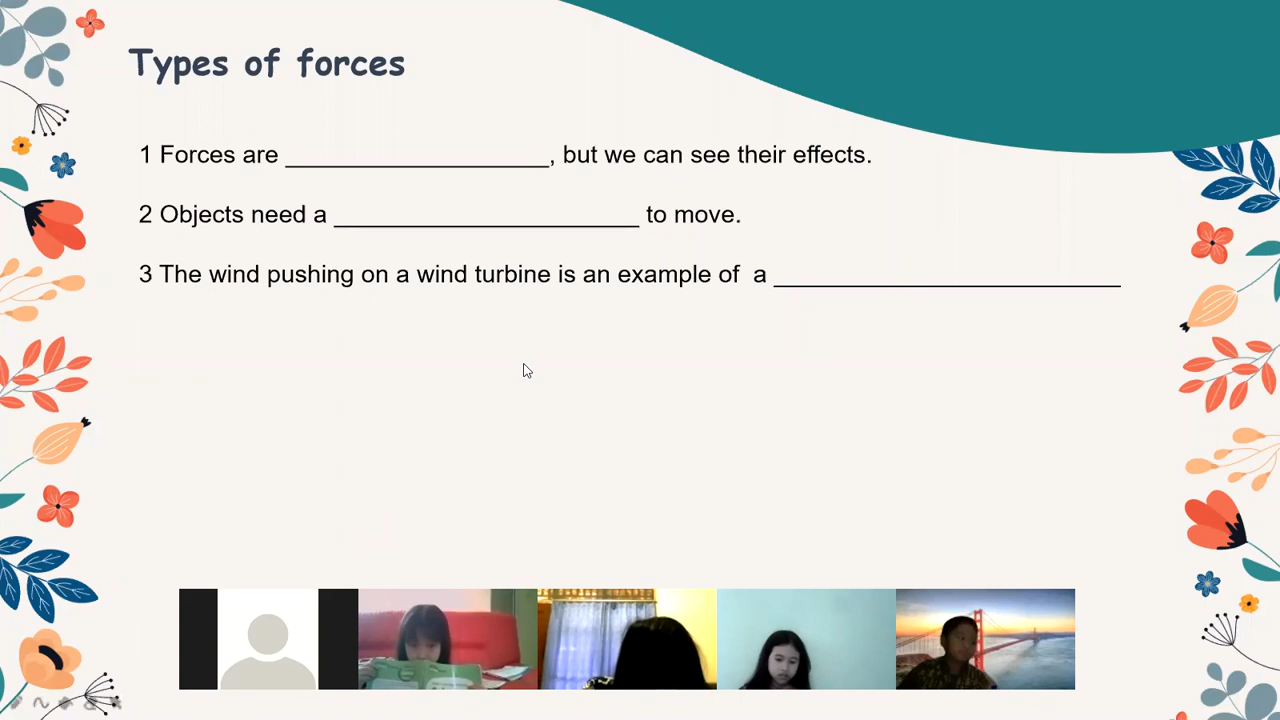 Types of forces
1 Forces are ____________________, but we can see their effects.
2 Objects need a _______________________ to move.
3 The wind pushing on a wind turbine is an example of  a __________________________